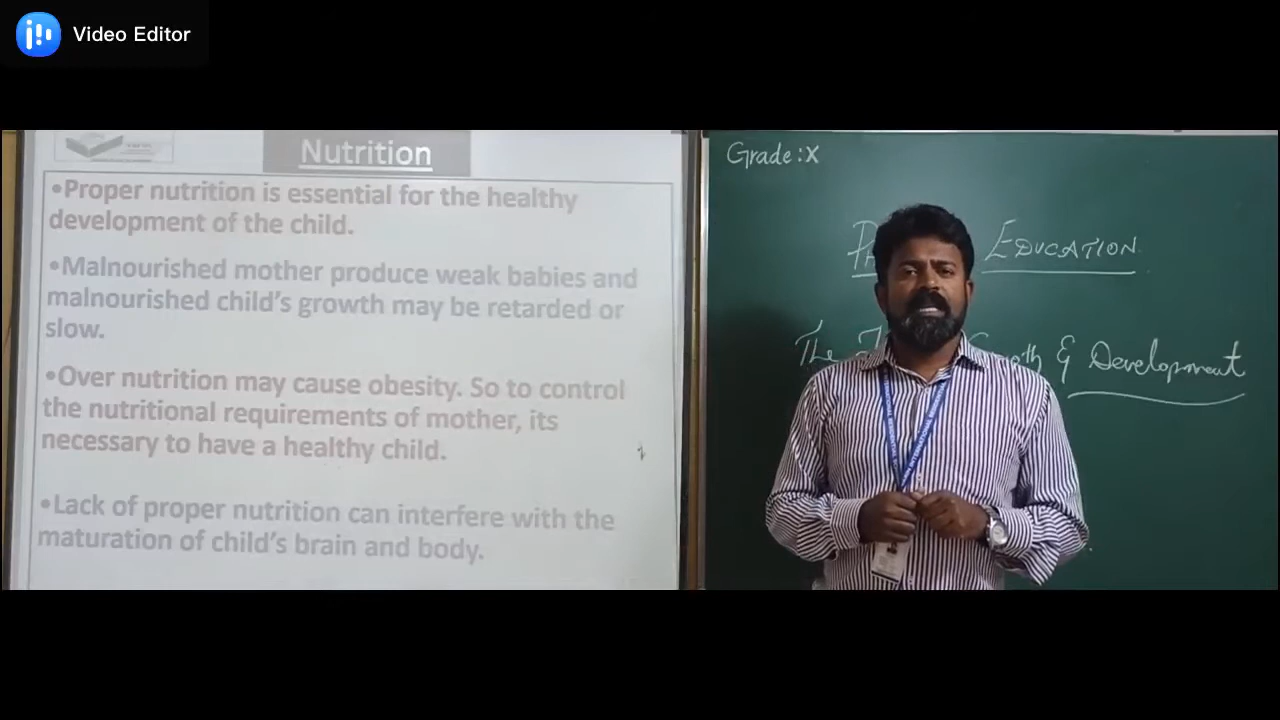 Video Editor
Nutrition
•Proper nutrition is essential for the healthy
development of the child.
•Malnourished mother produce weak babies and
malnourished child's growth may be retarded or
slow.
•Over nutrition may cause obesity. So to control
the nutritional requirements of mother, its
necessary to have a healthy child.
•Lack of proper nutrition can interfere with the
maturation of child's brain and body.
Grade : X
EDUCATION
The & Development